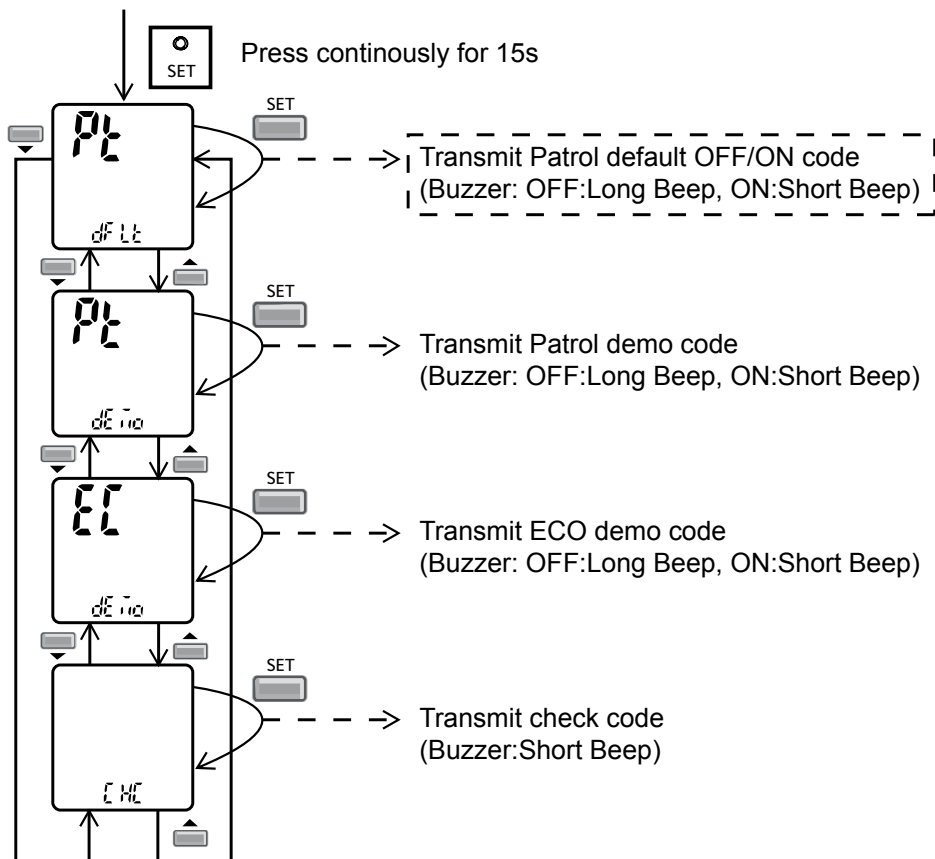 SET
Press continously for 15s
SET
Pt
Transmit Patrol default OFF/ON code
(Buzzer: OFF:Long Beep, ON:Short Beep)
dFLt
SET
Pt
Transmit Patrol demo code
(Buzzer: OFF:Long Beep, ON:Short Beep)
dEmo
SET
EC
Transmit ECO demo code
(Buzzer: OFF:Long Beep, ON:Short Beep)
dEmo
SET
Transmit check code
(Buzzer:Short Beep)
CHC